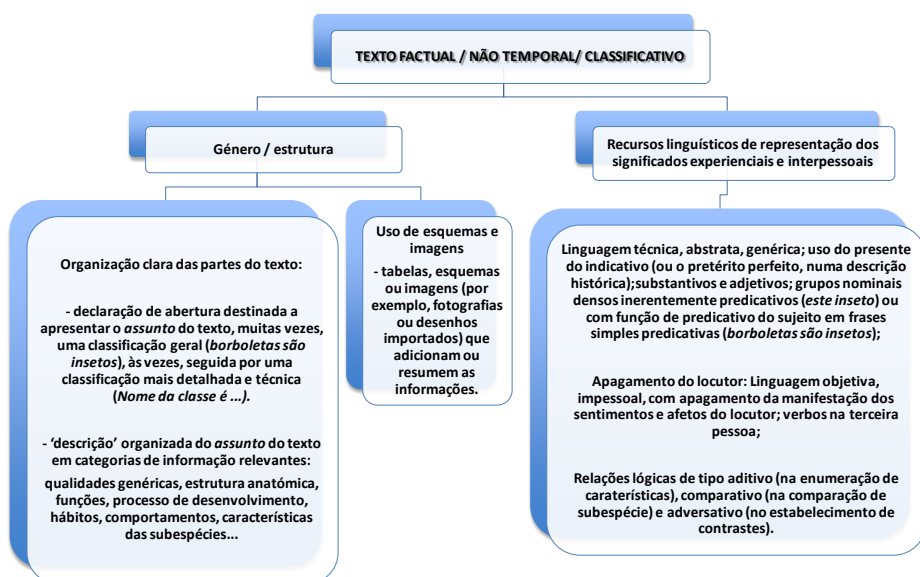 TEXTO FACTUAL / NÃO TEMPORAL/ CLASSIFICATIVO
Género / estrutura
Recursos linguísticos de representação dos
significados experienciais e interpessoais
Organização clara das partes do texto:
- declaração de abertura destinada a
apresentar o assunto do texto, muitas vezes,
uma classificação geral (borboletas são
insetos), às vezes, seguida por uma
classificação mais detalhada e técnica
(Nome da classe é ...).
- ‘descrição’ organizada do assunto do texto
em categorias de informação relevantes:
qualidades genéricas, estrutura anatómica,
funções, processo de desenvolvimento,
hábitos, comportamentos, características
das subespécies...
Uso de esquemas e
imagens
- tabelas, esquemas
ou imagens (por
exemplo, fotografias
ou desenhos
importados) que
adicionam ou
resumem as
informações.
Linguagem técnica, abstrata, genérica; uso do presente
do indicativo (ou o pretérito perfeito, numa descrição
histórica);substantivos e adjetivos; grupos nominais
densos inerentemente predicativos (este inseto) ou
com função de predicativo do sujeito em frases
simples predicativas (borboletas são insetos);
Apagamento do locutor: Linguagem objetiva,
impessoal, com apagamento da manifestação dos
sentimentos e afetos do locutor; verbos na terceira
pessoa;
Relações lógicas de tipo aditivo (na enumeração de
caraterísticas), comparativo (na comparação de
subespécie) e adversativo (no estabelecimento de
contrastes).